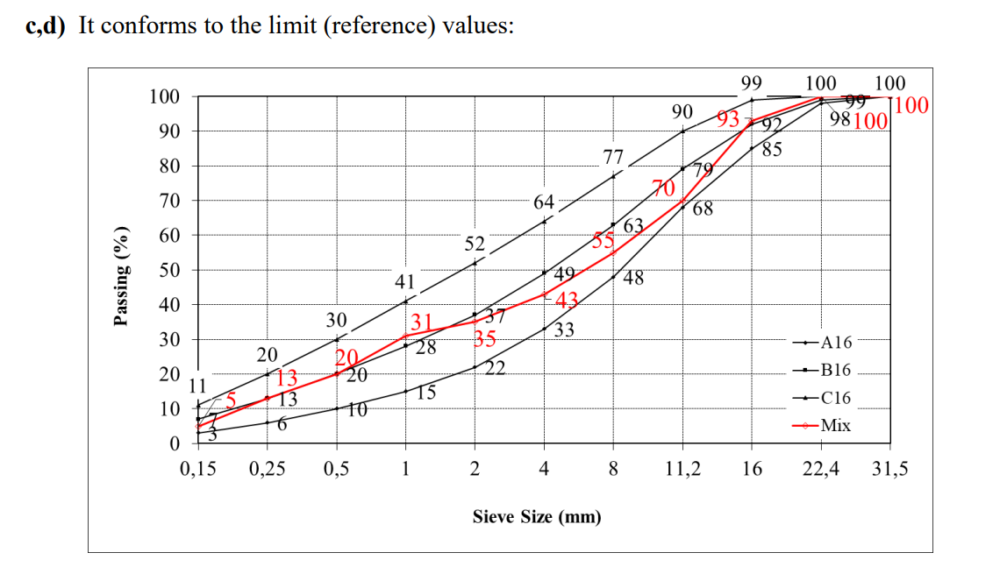 c,d) It conforms to the limit (reference) values:
99 100 100
100 99 100
90 93 92 98 100
90
85
77
80 79
70
70 64 68
63
60 55
52
50 49 48
41 43
40 37
30 31 33
30 28 35 A16
20 20 22 B16
20 11 13 20
5 13 15 C16
10 7 10
6 Mix
3
0
0,15 0,25 0,5 1 2 4 8 11,2 16 22,4 31,5
Passing (%)
Sieve Size (mm)